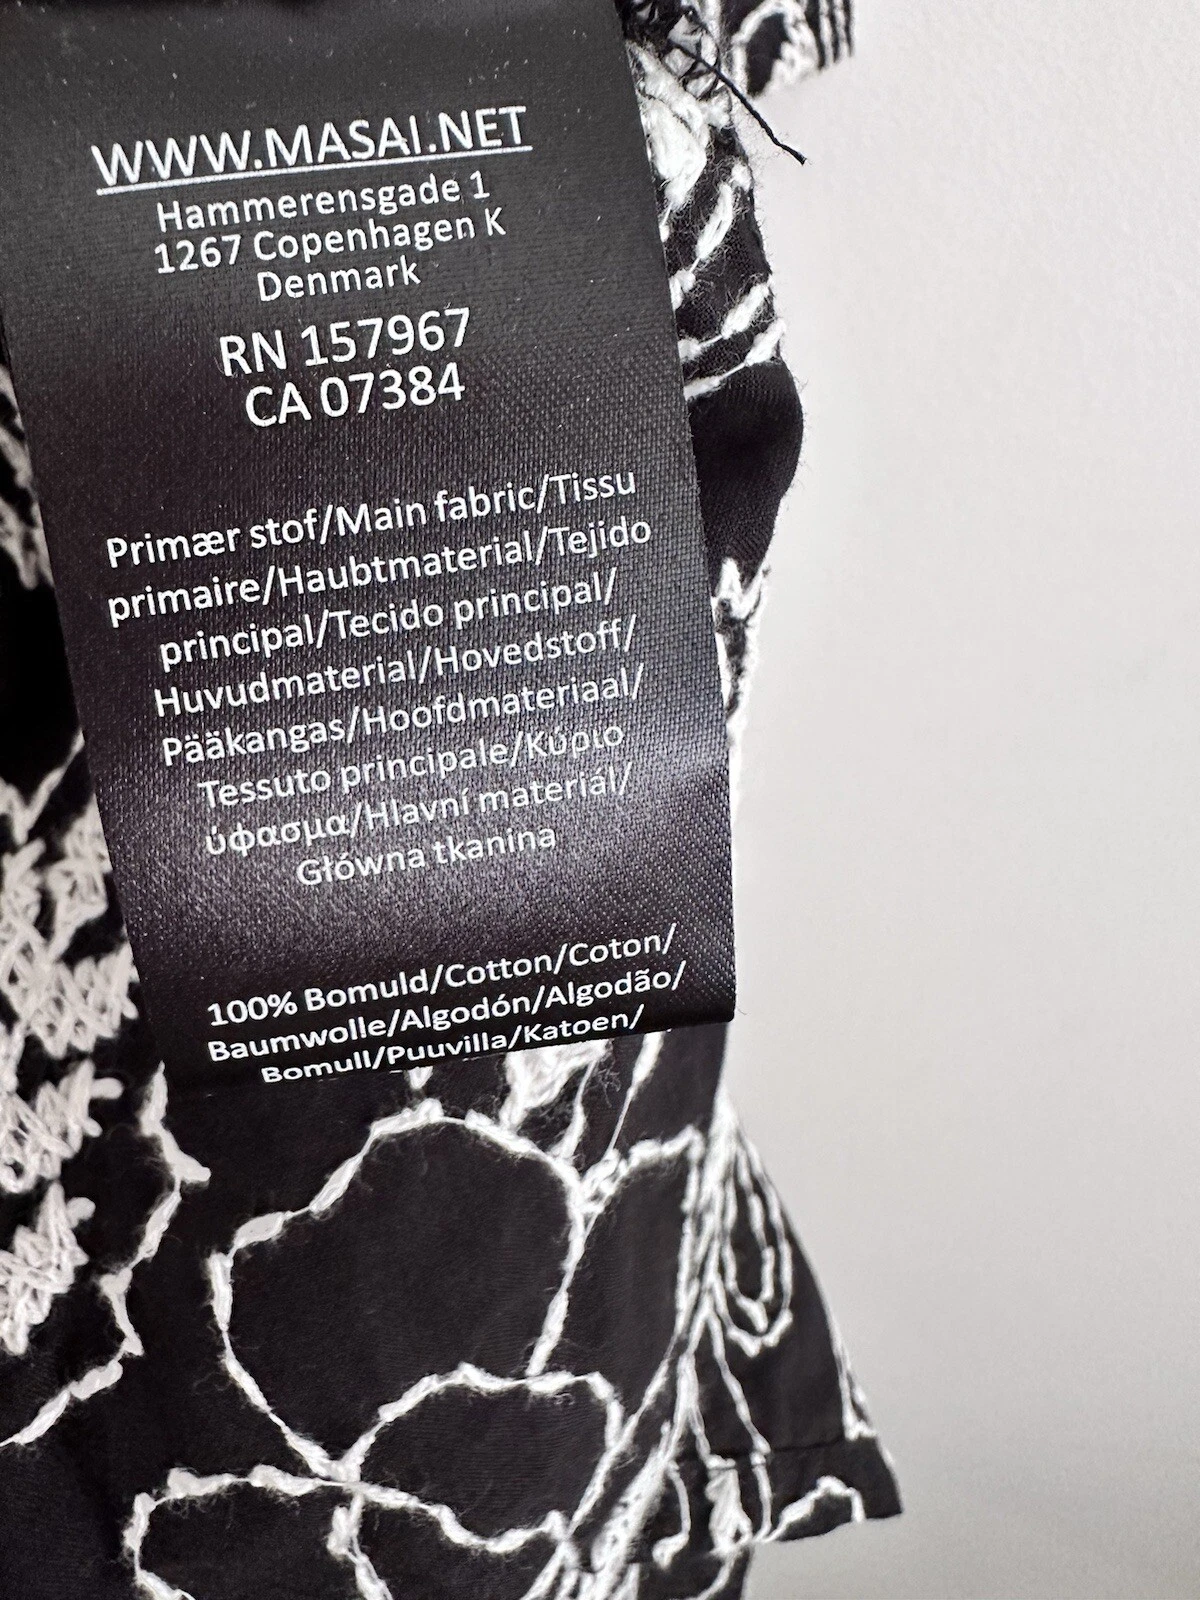 WWW.MASAI.NET
Hammerensgade 1
1267 Copenhagen K
Denmark
RN 157967
CA 07384
Primær stof/Main fabric/Tissu
primaire/Haubtmaterial/Tejido
principal/Tecido principal/
Huvudmaterial/Hovedstoff/
Pääkangas/Hoofdmateriaal/
Tessuto principale/Κύριο
ύφασμα/Hlavní materiál/
Główna tkanina
100% Bomuld/Cotton/Coton/
Baumwolle/Algodón/Algodão/
Bomull/Puuvilla/Katoen/